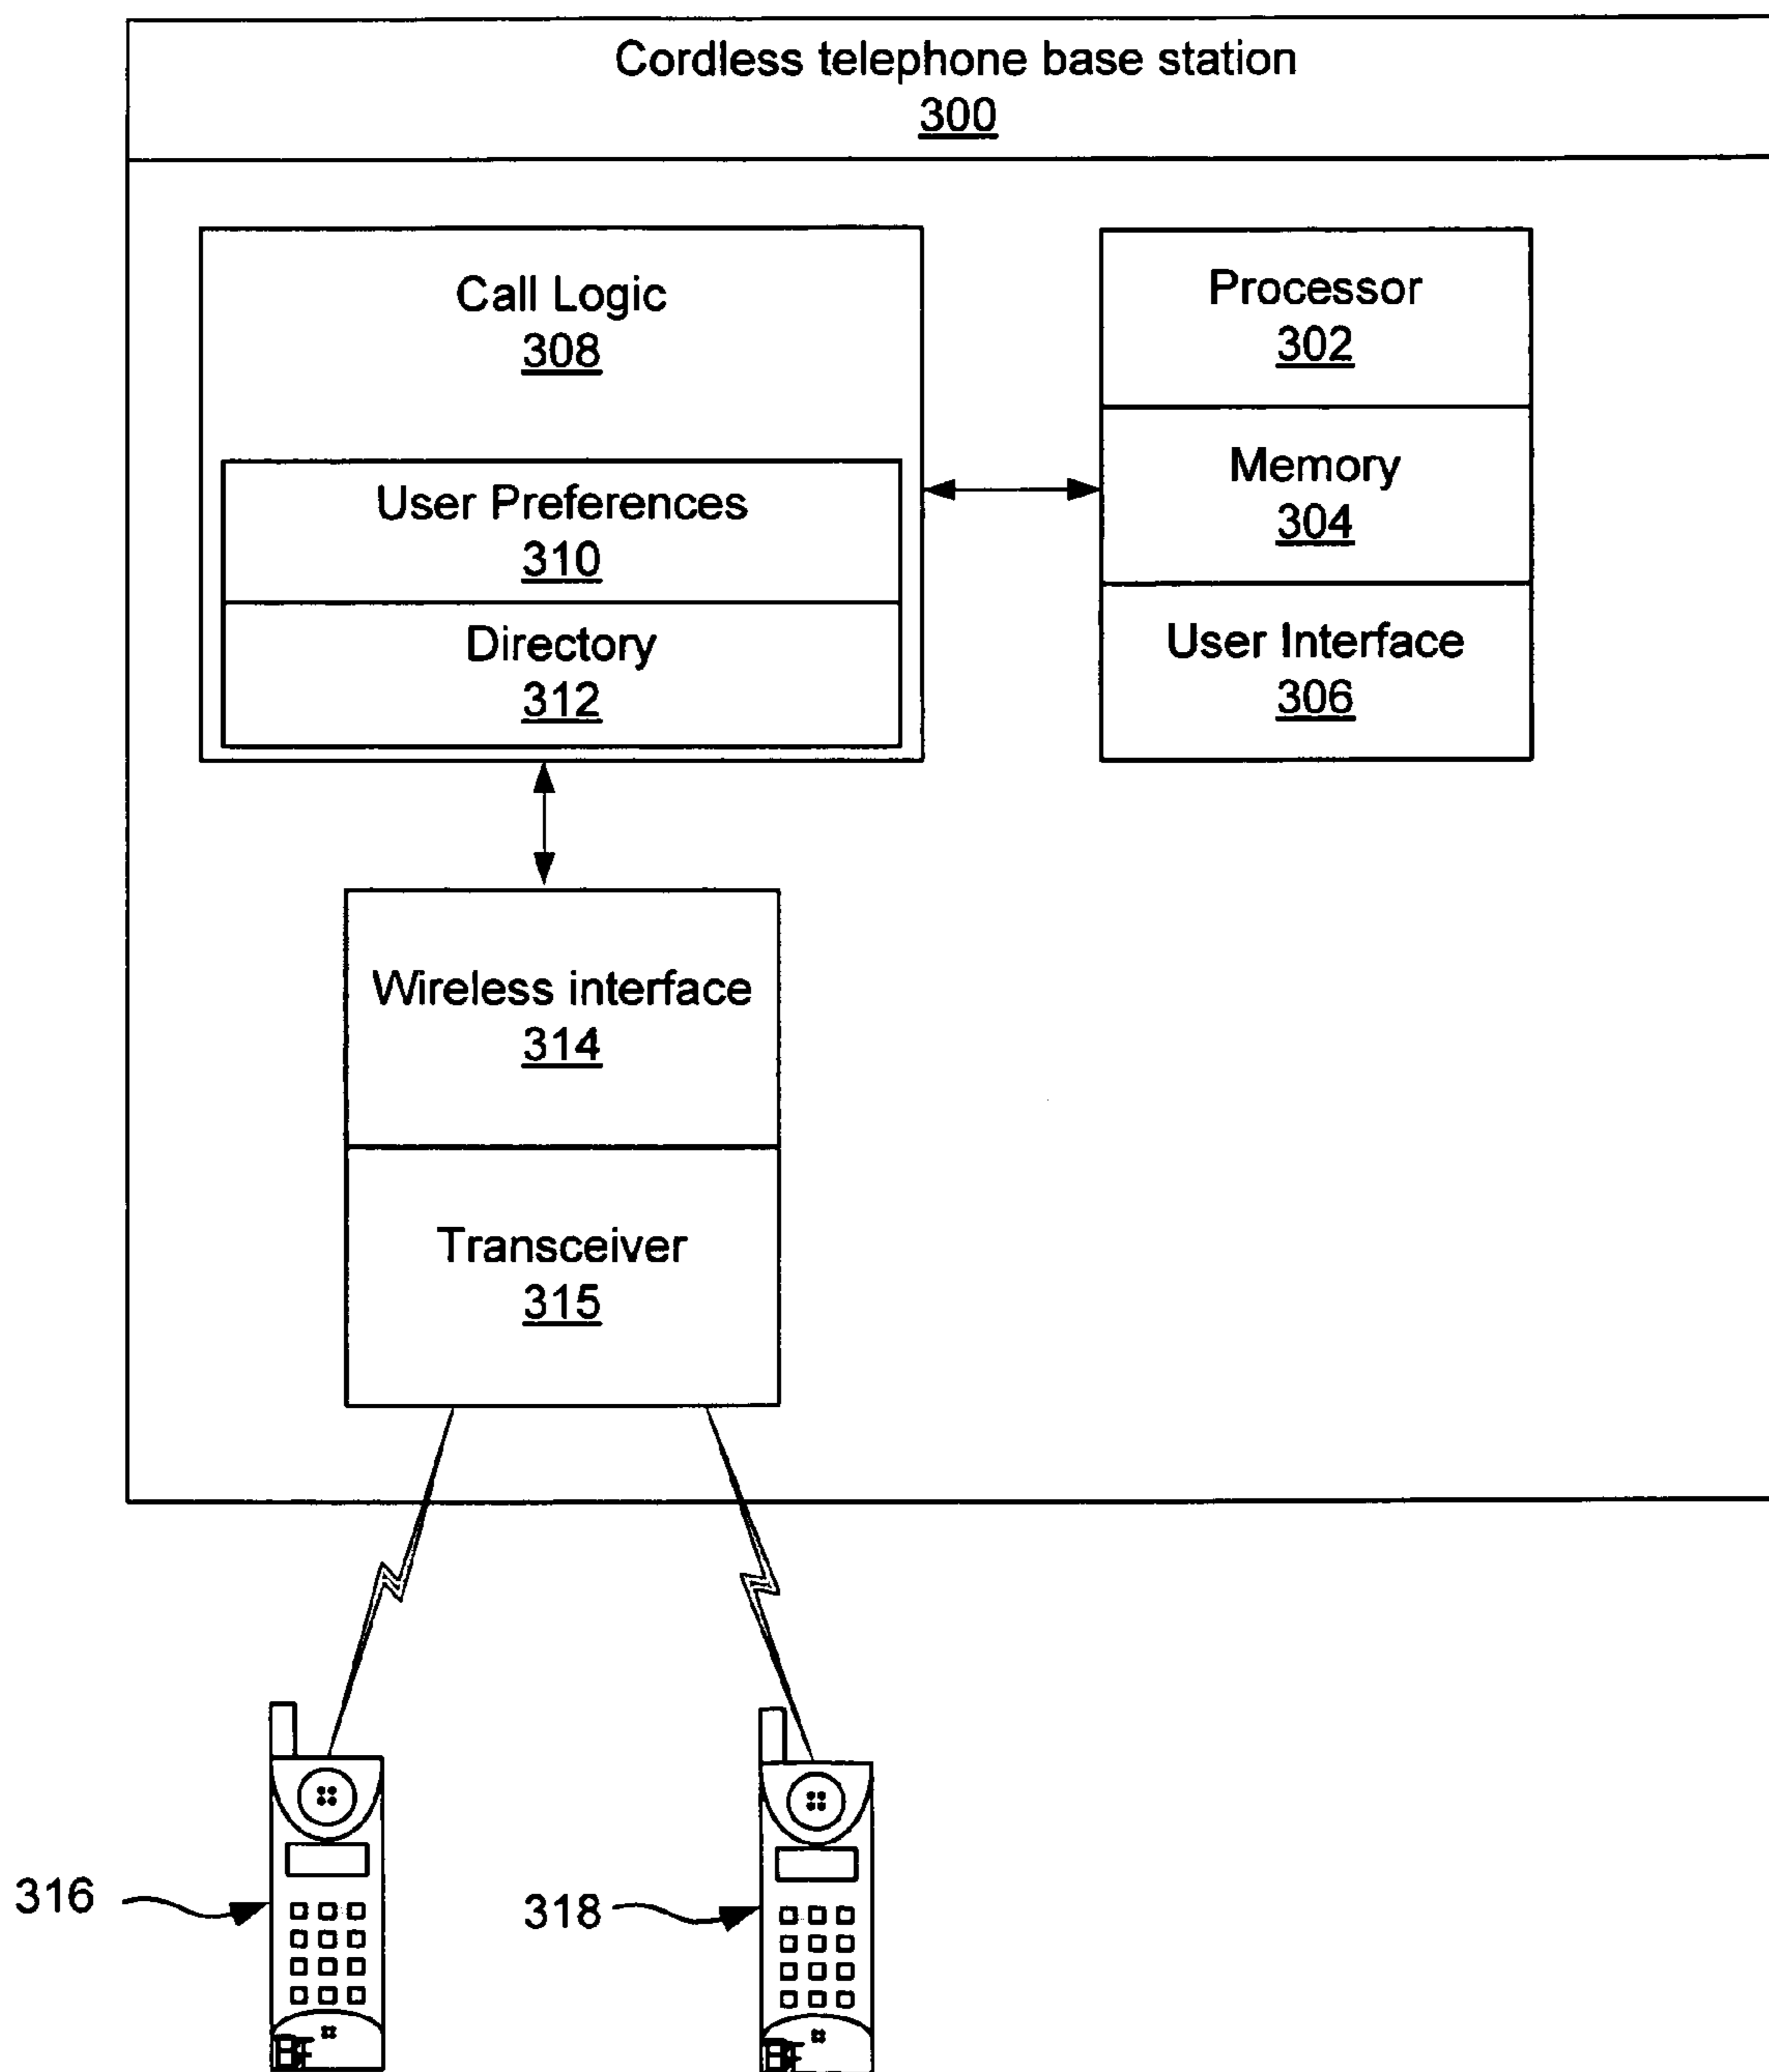 Cordless telephone base station
300
Call Logic
308
User Preferences
310
Directory
312
Processor
302
Memory
304
User Interface
306
Wireless interface
314
Transceiver
315
316
318